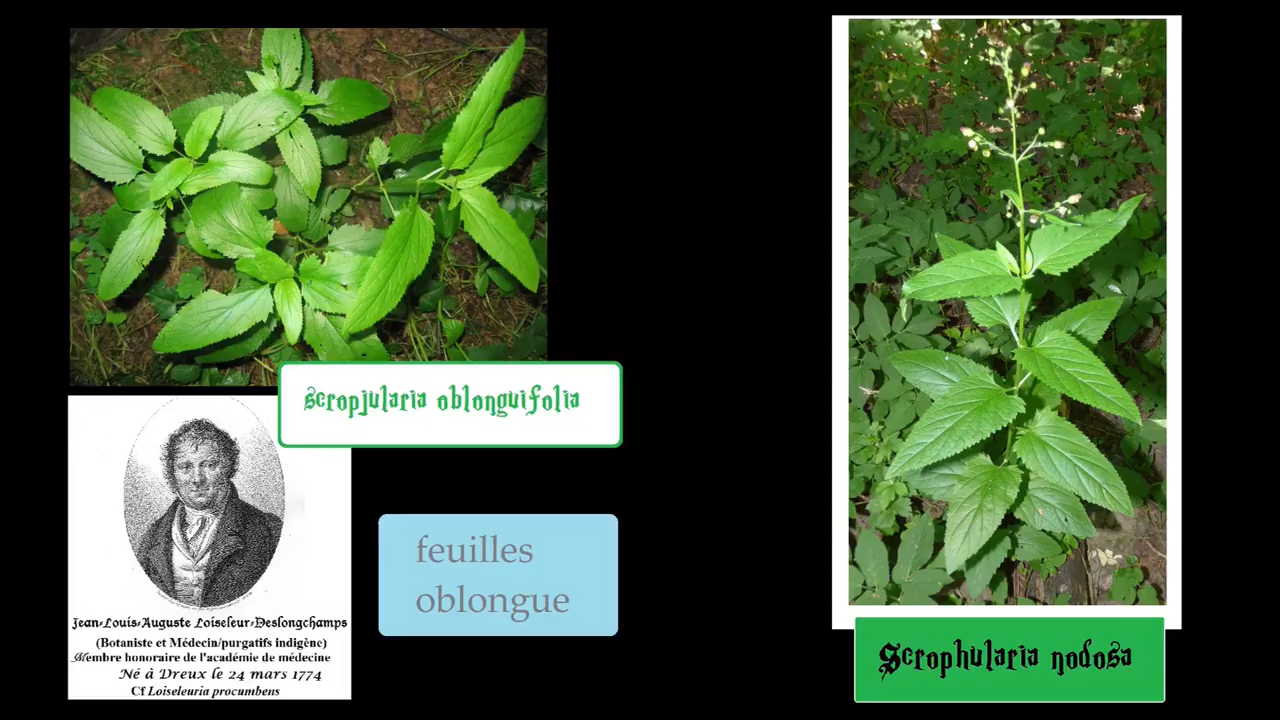 scropjularia oblonguifolia
Jean-Louis-Auguste Loiseleur-Deslongchamps
(Botaniste et Médecin/purgatifs indigène)
Membre honoraire de l'académie de médecine
Né à Dreux le 24 mars 1774
Cf Loiseleuria procumbens
feuilles
oblongue
Scrophularia nodosa